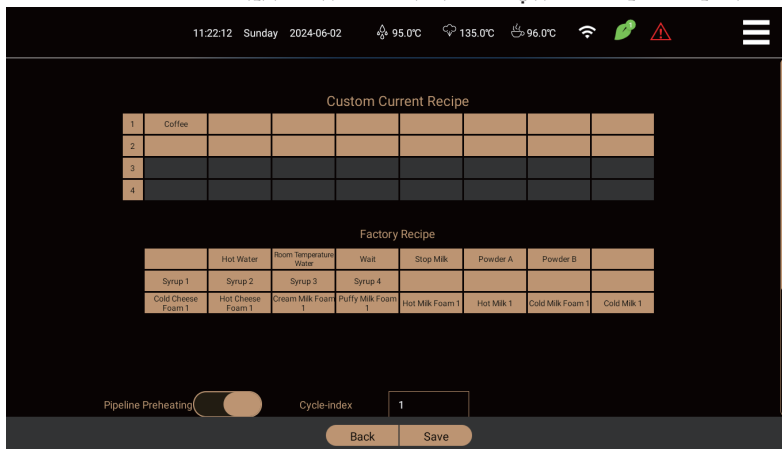 11:22:12 Sunday 2024-06-02 95.0℃ 135.0℃ 96.0℃ 1
Custom Current Recipe
1 Coffee
2
3
4
Factory Recipe
Hot Water Room Temperature Water Wait Stop Milk Powder A Powder B
Syrup 1 Syrup 2 Syrup 3 Syrup 4
Cold Cheese Foam 1 Hot Cheese Foam 1 Cream Milk Foam 1 Puffy Milk Foam 1 Hot Milk Foam 1 Hot Milk 1 Cold Milk Foam 1 Cold Milk 1
Pipeline Preheating Cycle-index 1
Back Save